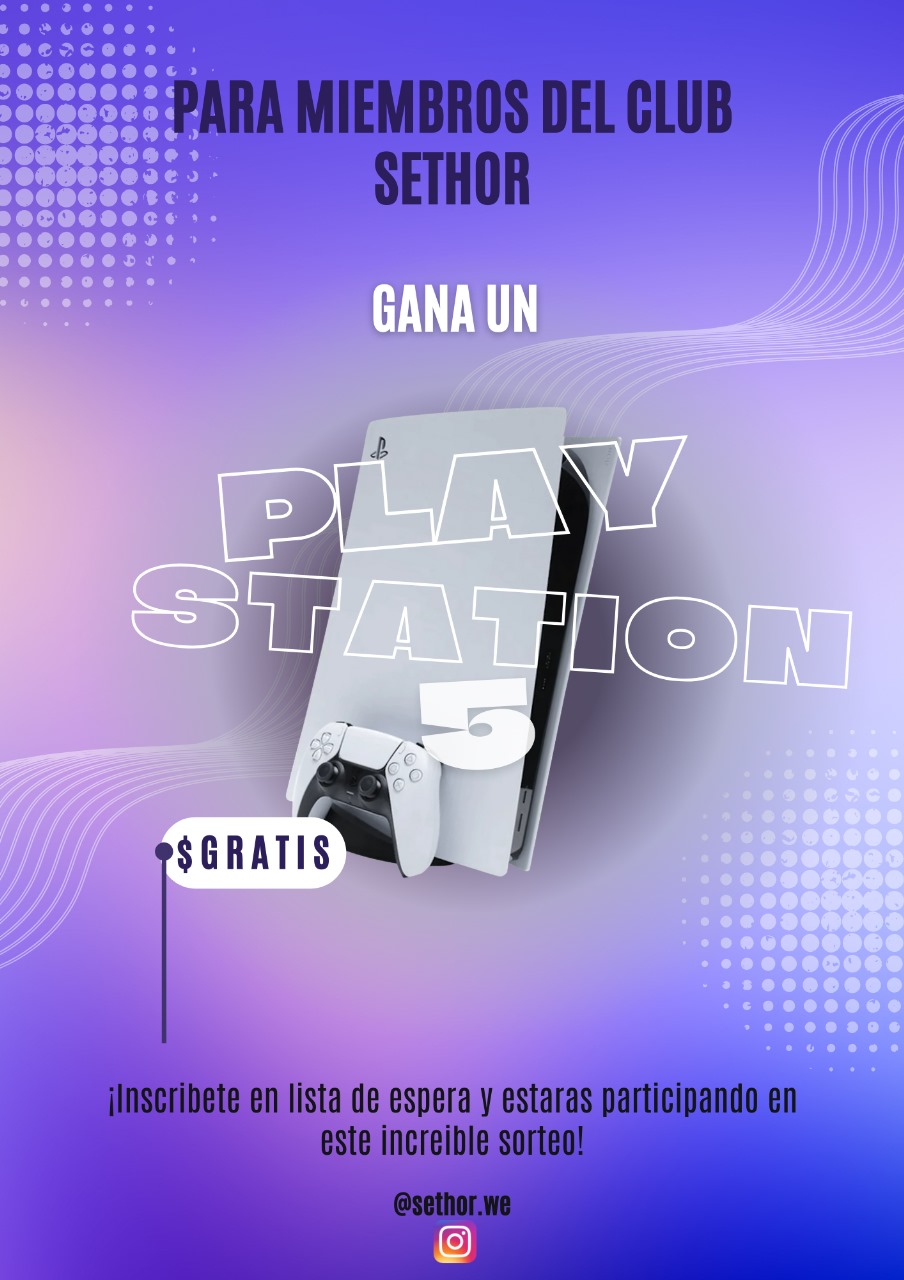 PARA MIEMBROS DEL CLUB
SETHOR
GANA UN
PLAY
STATION
5
$GRATIS
¡Inscribete en lista de espera y estaras participando en
este increible sorteo!
@sethor.we